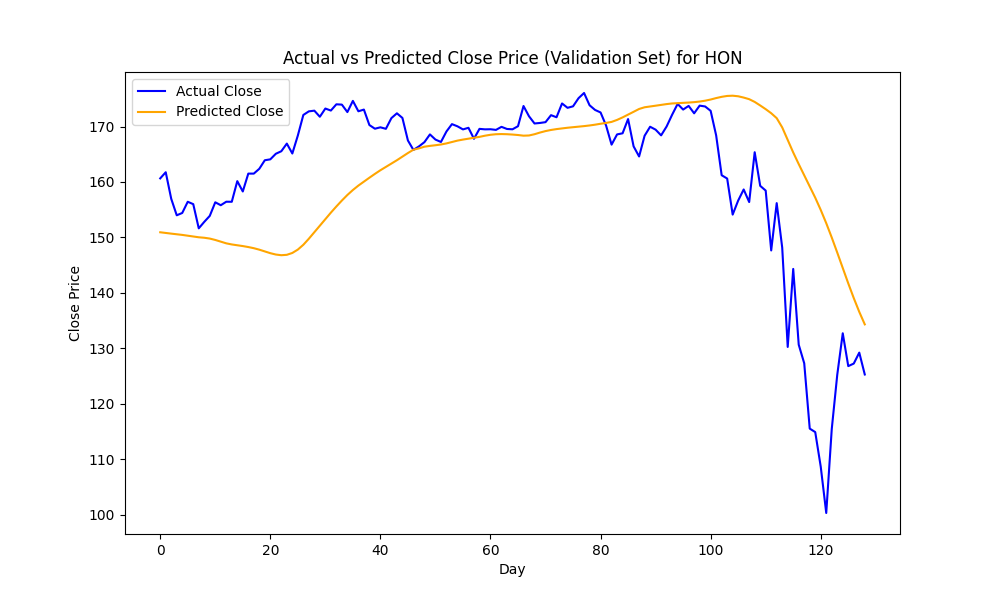 Actual vs Predicted Close Price (Validation Set) for HON
Actual Close
Predicted Close
Close Price
170
160
150
140
130
120
110
100
0 20 40 60 80 100 120
Day